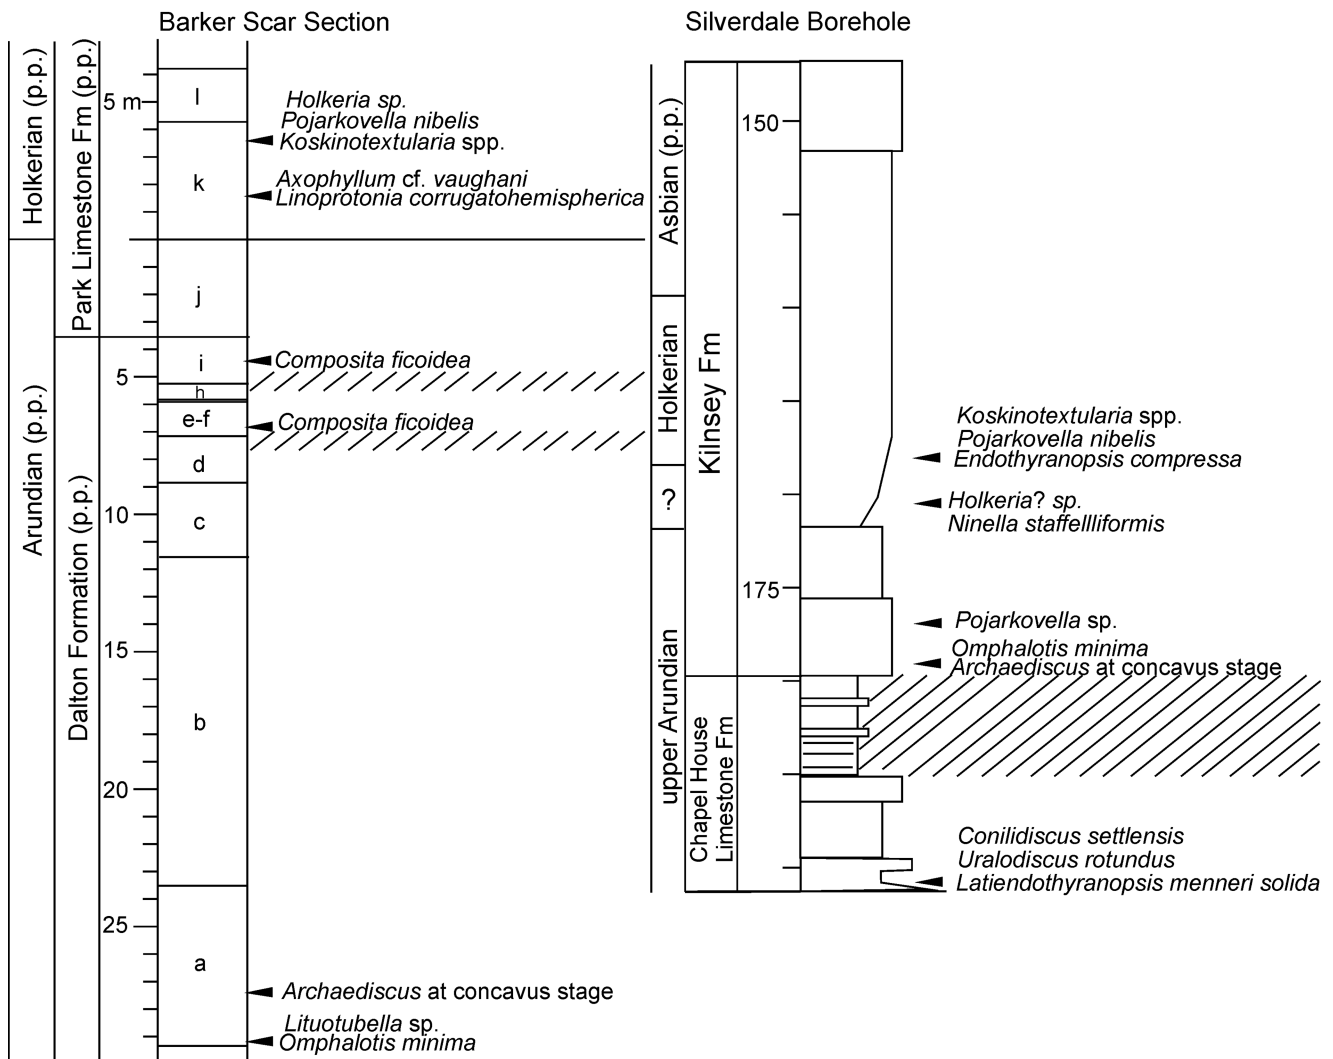 Barker Scar Section
Holkerian (p.p.)
Arundian (p.p.)
Park Limestone Fm (p.p.)
Dalton Formation (p.p.)
5 m
5
10
15
20
25
l
k
j
i
h
e-f
d
c
b
a
Holkeria sp.
Pojarkovella nibelis
Koskinotextularia spp.
Axophyllum cf. vaughani
Linoprotonia corrugatohemispherica
Composita ficoidea
Composita ficoidea
Archaediscus at concavus stage
Lituotubella sp.
Omphalotis minima
Silverdale Borehole
Asbian (p.p.)
Holkerian
?
upper Arundian
Kilnsey Fm
Chapel House
Limestone Fm
150
175
Koskinotextularia spp.
Pojarkovella nibelis
Endothyranopsis compressa
Holkeria? sp.
Ninella staffellliformis
Pojarkovella sp.
Omphalotis minima
Archaediscus at concavus stage
Conilidiscus settlensis
Uralodiscus rotundus
Latiendothyranopsis menneri solida